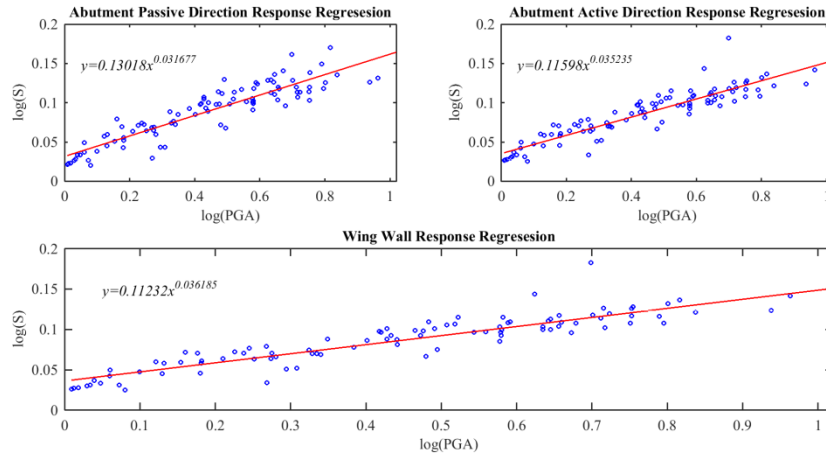 Abutment Passive Direction Response Regresesion
0.2
0.15
0.1
0.05
0
log(S)
y=0.13018x^0.031677
0 0.2 0.4 0.6 0.8 1
log(PGA)
Abutment Active Direction Response Regresesion
0.2
0.15
0.1
0.05
0
log(S)
y=0.11598x^0.035235
0 0.2 0.4 0.6 0.8 1
log(PGA)
Wing Wall Response Regresesion
0.2
0.15
0.1
0.05
0
log(S)
y=0.11232x^0.036185
0 0.1 0.2 0.3 0.4 0.5 0.6 0.7 0.8 0.9 1
log(PGA)